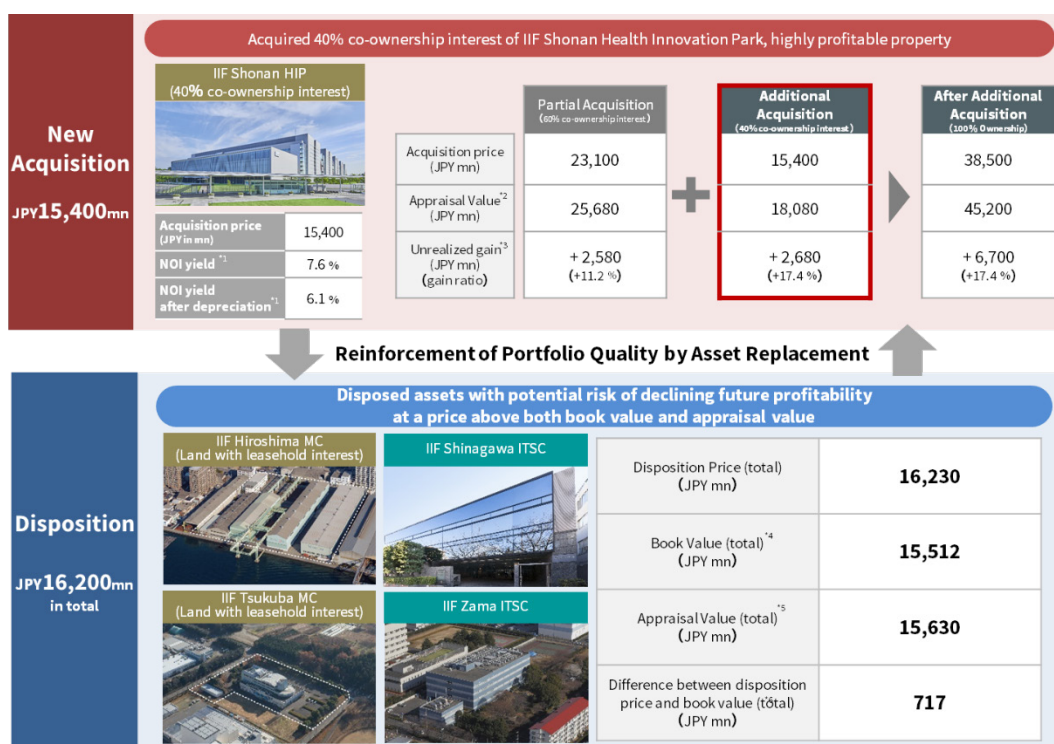 New
Acquisition
JPY15,400mn
Acquired 40% co-ownership interest of IIF Shonan Health Innovation Park, highly profitable property
IIF Shonan HIP
(40% co-ownership interest)
Acquisition price
(JPY in mn)
15,400
NOI yield *1
7.6 %
NOI yield
after depreciation*1
6.1 %
Partial Acquisition
(60% co-ownership interest)
Additional
Acquisition
(40% co-ownership interest)
After Additional
Acquisition
(100% Ownership)
Acquisition price
(JPY mn)
23,100
15,400
38,500
Appraisal Value*2
(JPY mn)
25,680
18,080
45,200
Unrealized gain*3
(JPY mn)
(gain ratio)
+ 2,580
(+11.2 %)
+ 2,680
(+17.4 %)
+ 6,700
(+17.4 %)
Reinforcement of Portfolio Quality by Asset Replacement
Disposition
JPY16,200mn
in total
Disposed assets with potential risk of declining future profitability
at a price above both book value and appraisal value
IIF Hiroshima MC
(Land with leasehold interest)
IIF Shinagawa ITSC
IIF Tsukuba MC
(Land with leasehold interest)
IIF Zama ITSC
Disposition Price (total)
(JPY mn)
16,230
Book Value (total)*4
(JPY mn)
15,512
Appraisal Value (total)*5
(JPY mn)
15,630
Difference between disposition
price and book value (total)
(JPY mn)
717